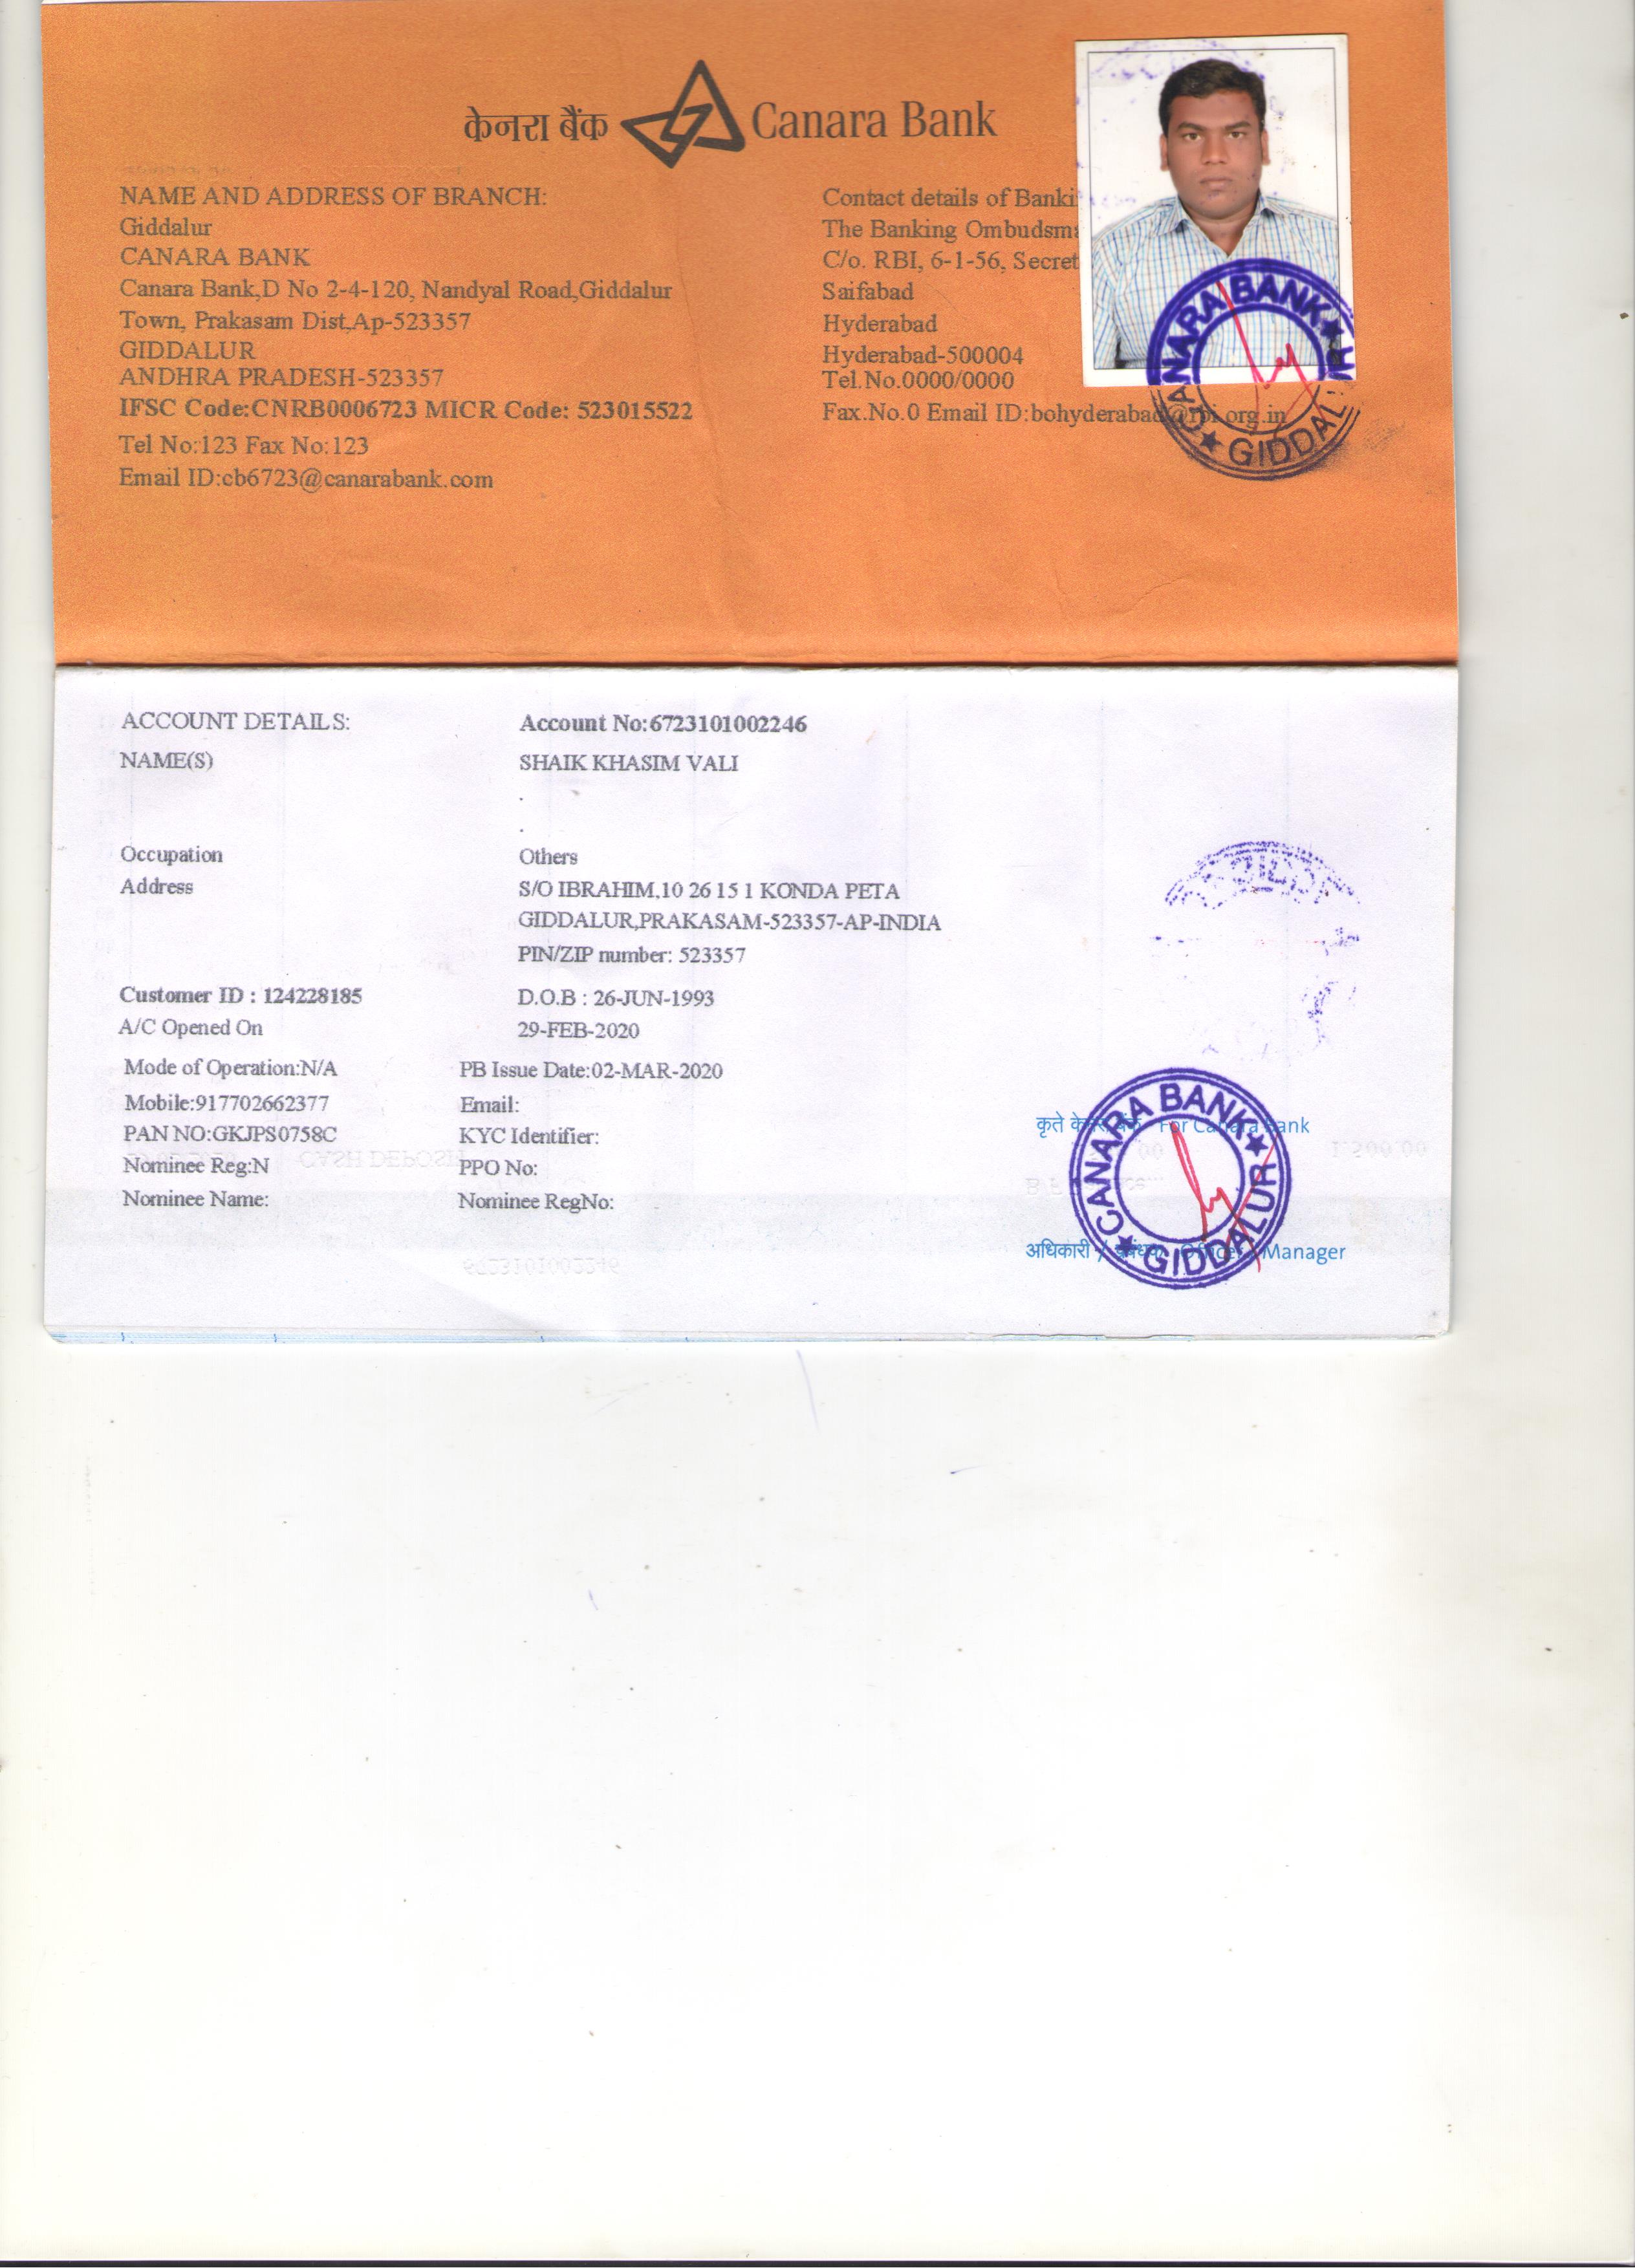 केनरा बैंक Canara Bank
NAME AND ADDRESS OF BRANCH:
Giddalur
CANARA BANK
Canara Bank,D No 2-4-120, Nandyal Road,Giddalur
Town, Prakasam Dist,Ap-523357
GIDDALUR
ANDHRA PRADESH-523357
IFSC Code:CNRB0006723 MICR Code: 523015522
Tel No:123 Fax No:123
Email ID:cb6723@canarabank.com
Contact details of Banki
The Banking Ombudsm
C/o. RBI, 6-1-56, Secret
Saifabad
Hyderabad
Hyderabad-500004
Tel.No.0000/0000
Fax.No.0 Email ID:bohyderabad@rbi.org.in
CANARA BANK
GIDDALUR
ACCOUNT DETAILS: Account No:6723101002246
NAME(S) SHAIK KHASIM VALI
.
.
Occupation Others
Address S/O IBRAHIM,10 26 15 1 KONDA PETA
GIDDALUR,PRAKASAM-523357-AP-INDIA
PIN/ZIP number: 523357
Customer ID : 124228185 D.O.B : 26-JUN-1993
A/C Opened On 29-FEB-2020
Mode of Operation:N/A PB Issue Date:02-MAR-2020
Mobile:917702662377 Email:
PAN NO:GKJPS0758C KYC Identifier:
Nominee Reg:N PPO No:
Nominee Name: Nominee RegNo:
कृते केनरा बैंक For Canara Bank
CANARA BANK
GIDDALUR
अधिकारी / प्रबंधक Officer / Manager